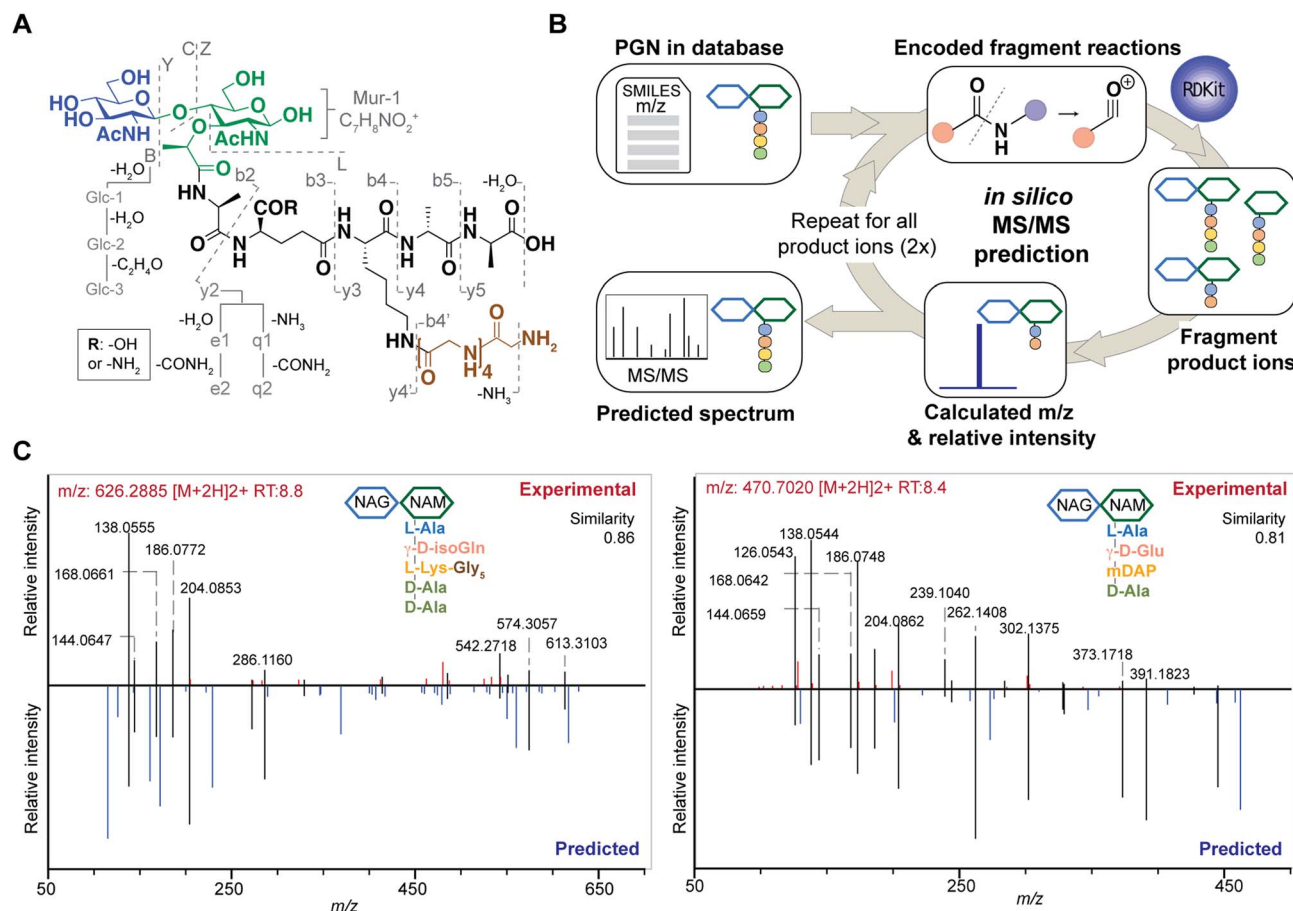 A
OH
HO
HO
AcNH
O
O
OH
OH
AcNH
O
O
HN
O
N
H
COR
O
H
N
O
N
H
O
H
N
O
OH
HN
O
N
H
4
O
NH2
Y
C
Z
B
L
Mur-1
C7H8NO2+
-H2O
Glc-1
-H2O
Glc-2
-C2H4O
Glc-3
b2
b3
b4
b5
-H2O
y2
y3
y4
y5
-H2O
-NH3
e1
q1
-CONH2
-CONH2
e2
q2
R: -OH
or -NH2
b4'
y4'
-NH3
B
PGN in database
SMILES
m/z
Encoded fragment reactions
O
N
H
O
+
RDKit
in silico
MS/MS
prediction
Repeat for all
product ions (2x)
Fragment
product ions
Calculated m/z
& relative intensity
MS/MS
Predicted spectrum
C
m/z: 626.2885 [M+2H]2+ RT:8.8
Experimental
Similarity
0.86
NAG
NAM
L-Ala
γ-D-isoGln
L-Lys-Gly5
D-Ala
D-Ala
138.0555
186.0772
168.0661
204.0853
144.0647
286.1160
542.2718
574.3057
613.3103
Relative intensity
Relative intensity
Predicted
50
250
450
650
m/z
m/z: 470.7020 [M+2H]2+ RT:8.4
Experimental
Similarity
0.81
NAG
NAM
L-Ala
γ-D-Glu
mDAP
D-Ala
138.0544
126.0543
186.0748
168.0642
144.0659
204.0862
239.1040
262.1408
302.1375
373.1718
391.1823
Relative intensity
Relative intensity
Predicted
50
250
450
m/z